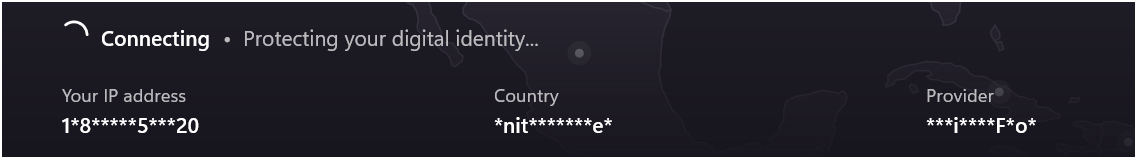 Connecting • Protecting your digital identity...
Your IP address Country Provider
1*8*****5***20 *nit*******e* ***i****F*o*